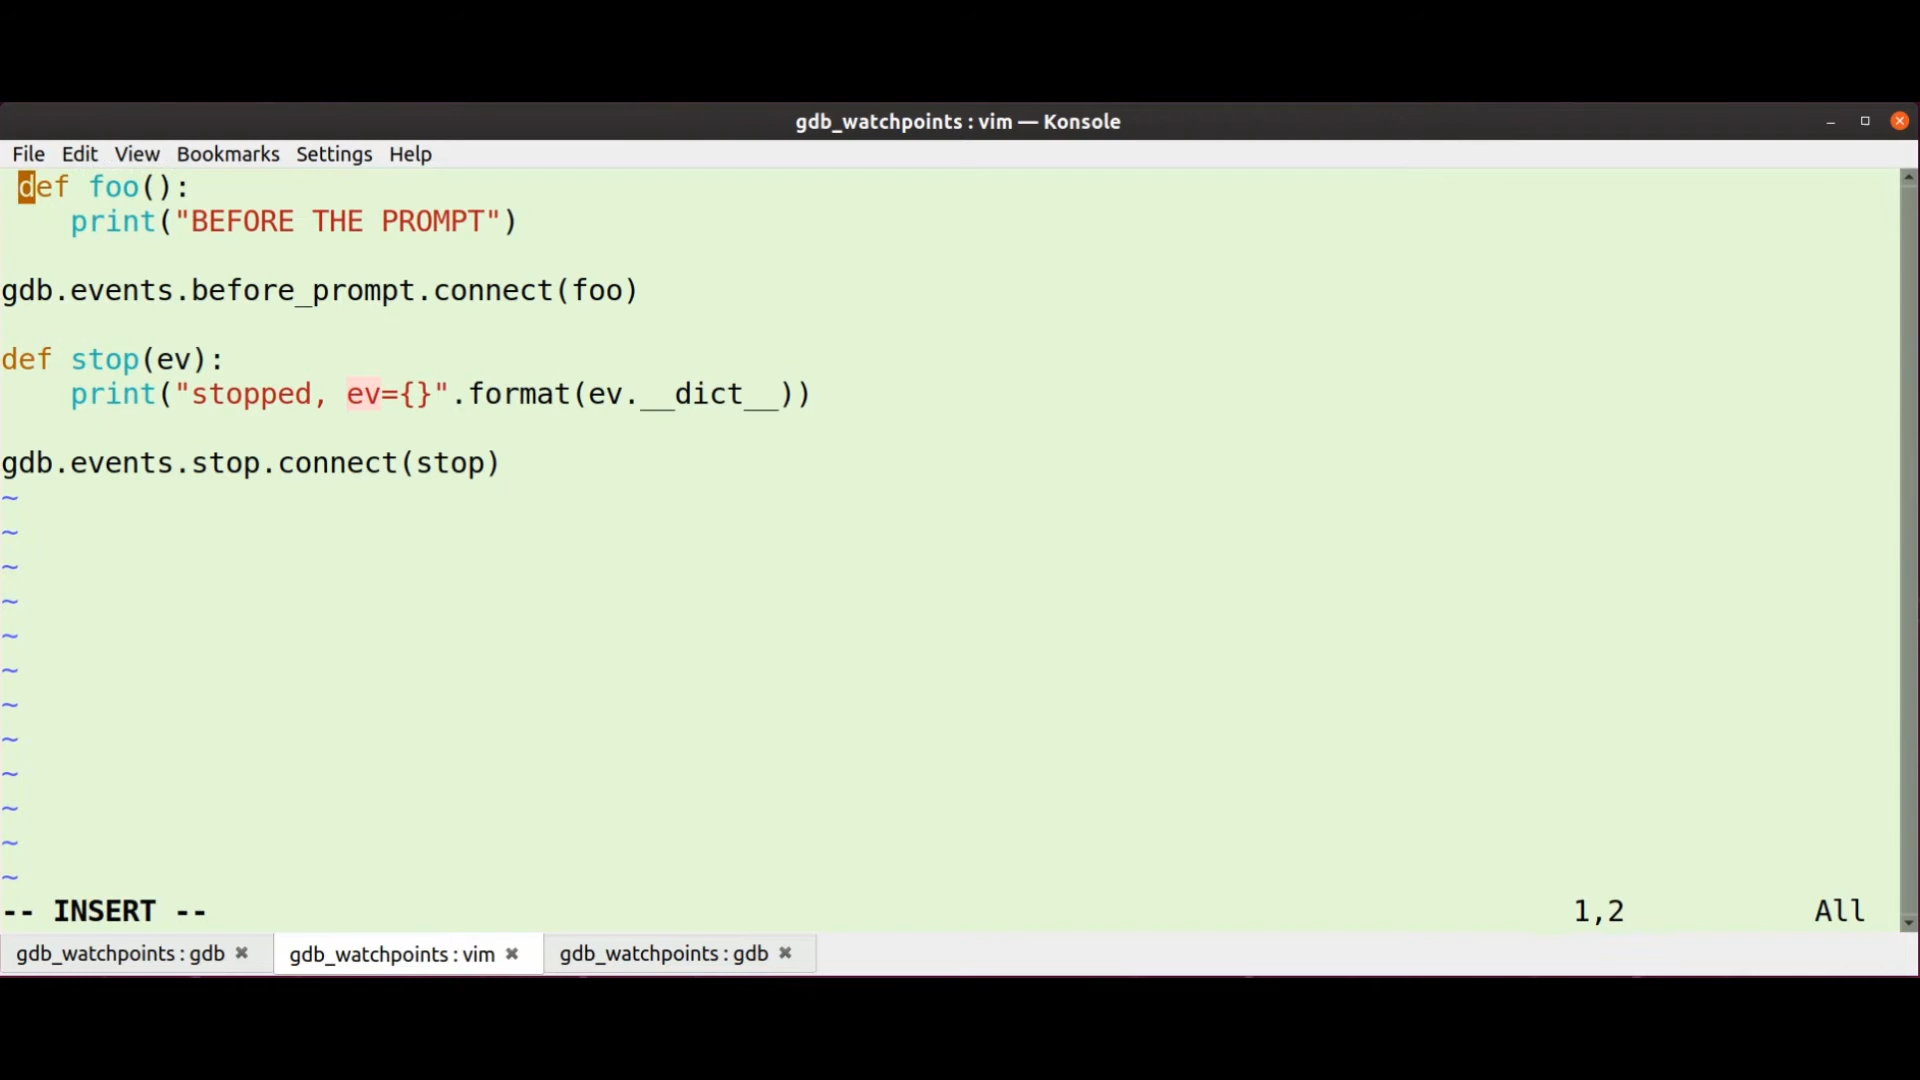 gdb_watchpoints : vim — Konsole
File Edit View Bookmarks Settings Help
 def foo():
    print("BEFORE THE PROMPT")
gdb.events.before_prompt.connect(foo)
def stop(ev):
    print("stopped, ev={}".format(ev.__dict__))
gdb.events.stop.connect(stop)
~
~
~
~
~
~
~
~
~
~
~
~
-- INSERT -- 1,2 All
gdb_watchpoints : gdb gdb_watchpoints : vim gdb_watchpoints : gdb